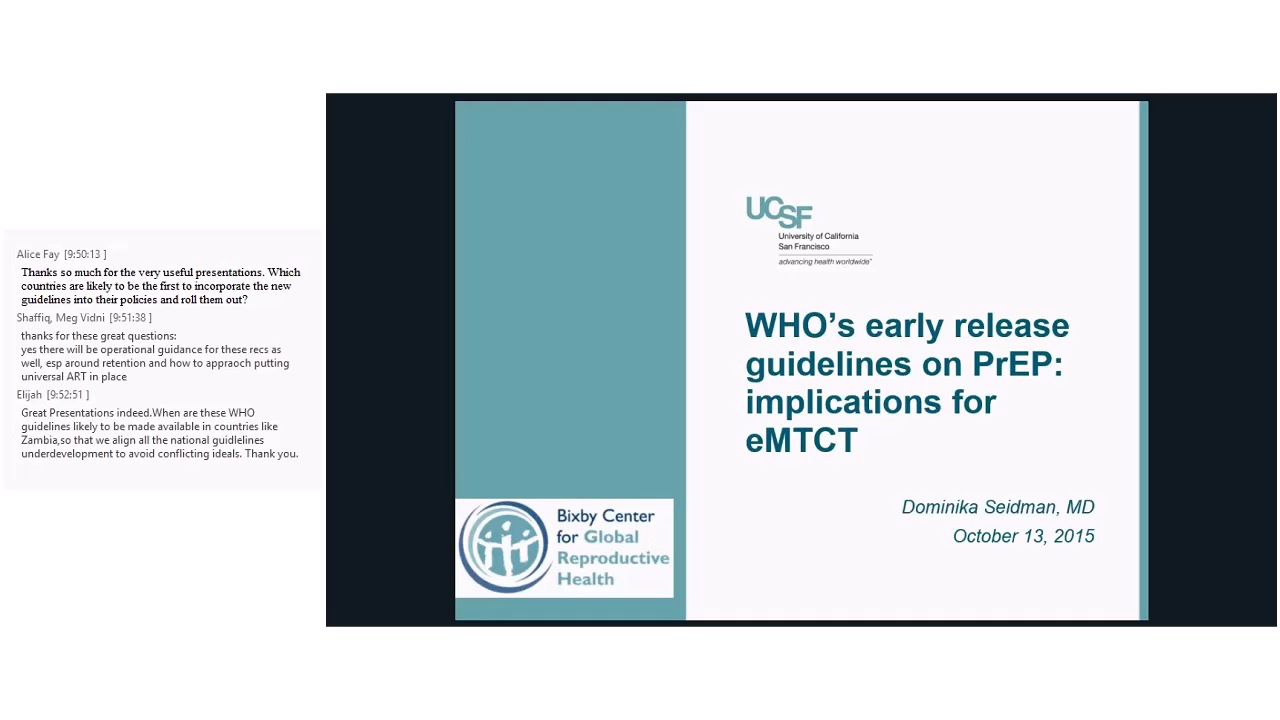 Alice Fay [9:50:13 ]
Thanks so much for the very useful presentations. Which
countries are likely to be the first to incorporate the new
guidelines into their policies and roll them out?
Shaffiq, Meg Vidni [9:51:38 ]
thanks for these great questions:
yes there will be operational guidance for these recs as
well, esp around retention and how to appraoch putting
universal ART in place
Elijah [9:52:51 ]
Great Presentations indeed.When are these WHO
guidelines likely to be made available in countries like
Zambia,so that we align all the national guidlelines
underdevelopment to avoid conflicting ideals. Thank you.
UCSF
University of California
San Francisco
advancing health worldwide™
WHO's early release
guidelines on PrEP:
implications for
eMTCT
Dominika Seidman, MD
October 13, 2015
Bixby Center
for Global
Reproductive
Health